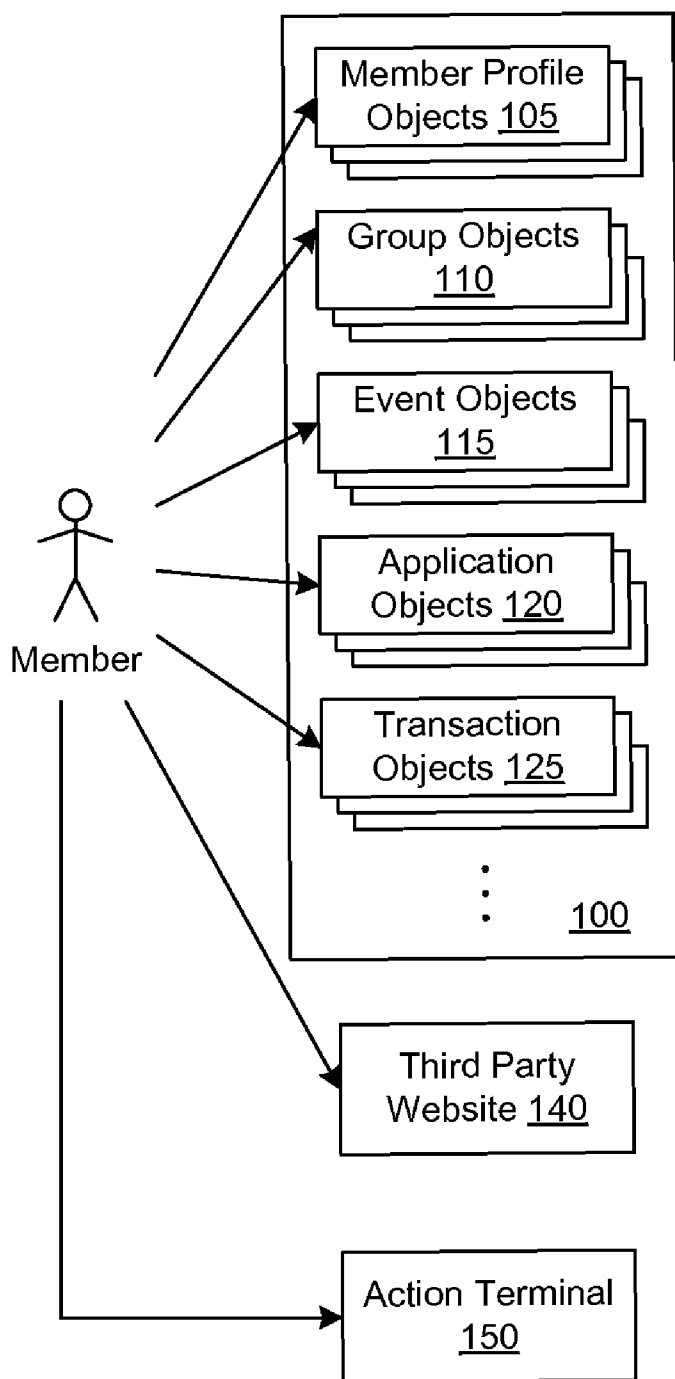 Member Profile
Objects 105
Group Objects
110
Event Objects
115
Application
Objects 120
Member
Transaction
Objects 125
100
Third Party
Website 140
Action Terminal
150